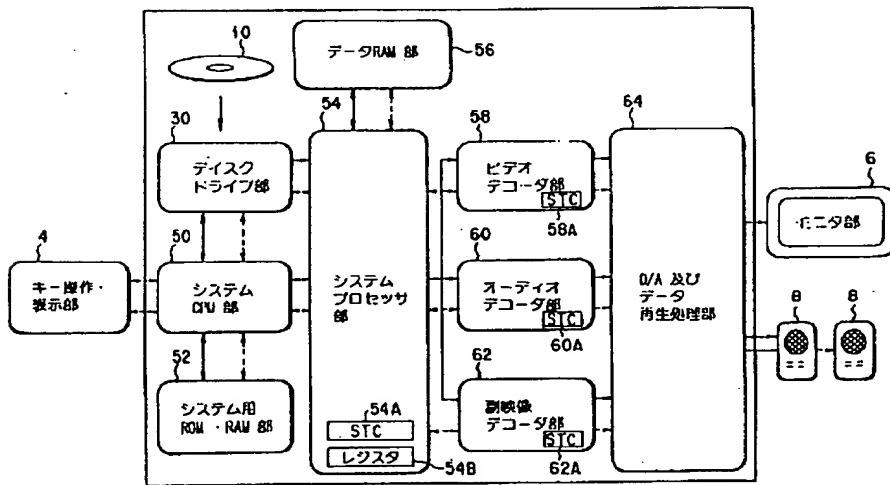 10
データRAM部
56
54
30
ディスク
ドライブ部
58
ビデオ
デコーダ部
STC
58A
64
6
モニタ部
4
キー操作・
表示部
50
システム
CPU部
システム
プロセッサ
部
60
オーディオ
デコーダ部
STC
60A
D/A及び
データ
再生処理部
8
8
52
システム用
ROM・RAM部
54A
STC
レジスタ
54B
62
副映像
デコーダ部
STC
62A